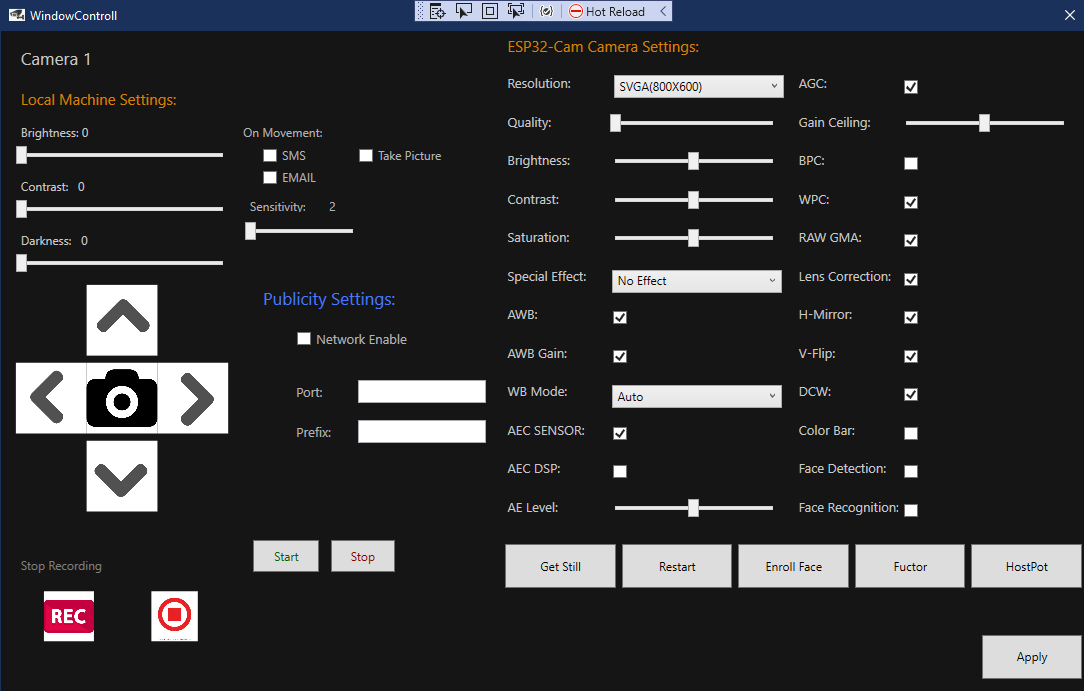 WindowControll
Hot Reload
Camera 1
Local Machine Settings:
Brightness: 0
Contrast: 0
Darkness: 0
On Movement:
SMS
Take Picture
EMAIL
Sensitivity: 2
Publicity Settings:
Network Enable
Port:
Prefix:
Start
Stop
Stop Recording
REC
ESP32-Cam Camera Settings:
Resolution: SVGA(800X600)
Quality:
Brightness:
Contrast:
Saturation:
Special Effect: No Effect
AWB:
AWB Gain:
WB Mode: Auto
AEC SENSOR:
AEC DSP:
AE Level:
AGC:
Gain Ceiling:
BPC:
WPC:
RAW GMA:
Lens Correction:
H-Mirror:
V-Flip:
DCW:
Color Bar:
Face Detection:
Face Recognition:
Get Still
Restart
Enroll Face
Fuctor
HostPot
Apply